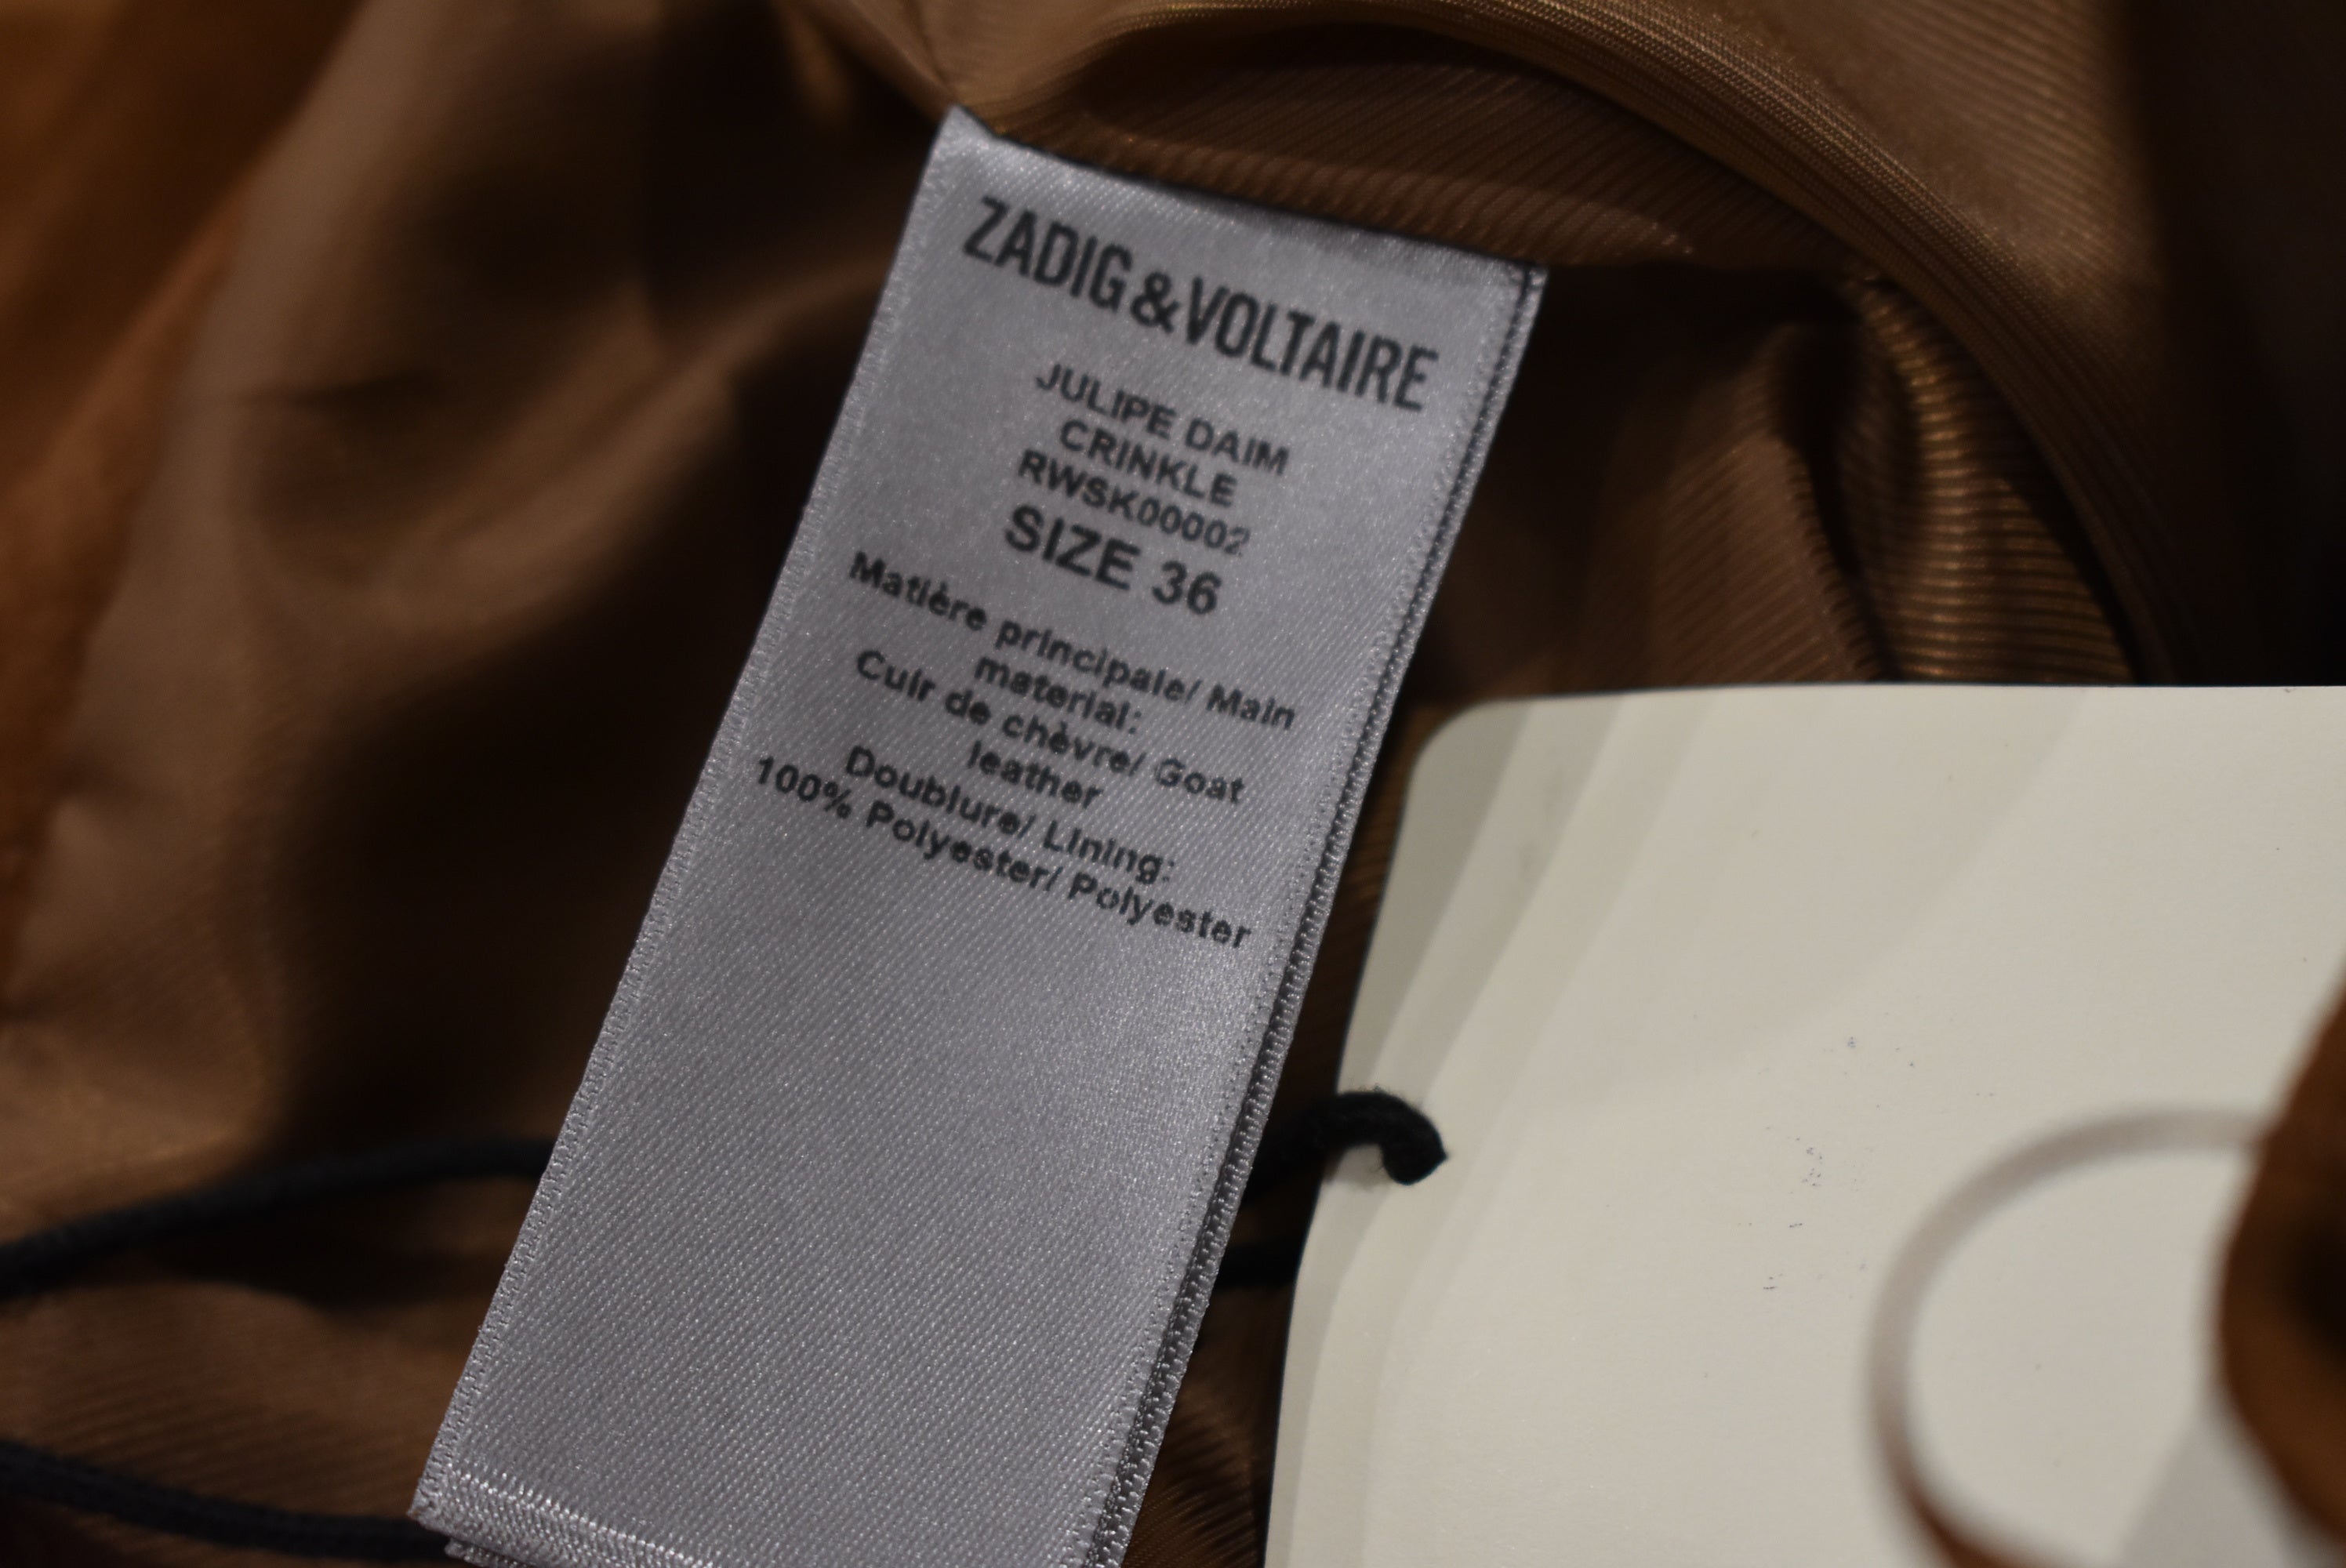 ZADIG&VOLTAIRE
JULIPE DAIM
CRINKLE
RWSK00002
SIZE 36
Matière principale/ Main
material:
Cuir de chèvre/ Goat
leather
Doublure/ Lining:
100% Polyester/ Polyester